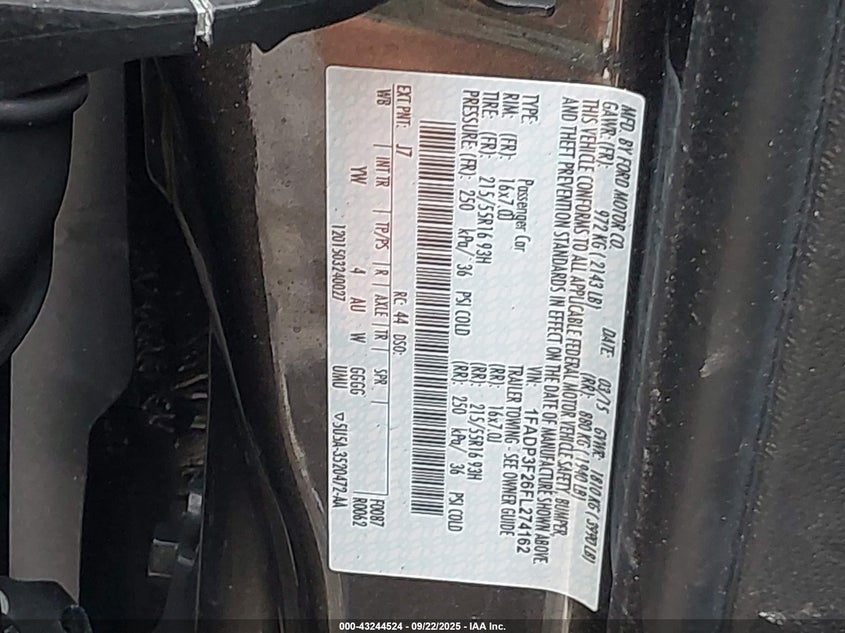 MFD. BY FORD MOTOR CO. DATE: 03/15 GVWR: 1810 KG ( 3990 LB)
GAWR: (FR): 972 KG ( 2143 LB) (RR): 880 KG ( 1940 LB)
THIS VEHICLE CONFORMS TO ALL APPLICABLE FEDERAL MOTOR VEHICLE SAFETY, BUMPER,
AND THEFT PREVENTION STANDARDS IN EFFECT ON THE DATE OF MANUFACTURE SHOWN ABOVE.
VIN: 1FADP3F26FL274162
TYPE: Passenger Car TRAILER TOWING - SEE OWNER GUIDE
RIM: (FR): 16x7.0J (RR): 16x7.0J
TIRE: (FR): 215/55R16 93H (RR): 215/55R16 93H
PRESSURE: (FR): 250 kPa/ 36 PSI COLD (RR): 250 kPa/ 36 PSI COLD
EXT PNT: J7 RC: 44 DSO:
WB | INT TR | TP/PS | R | AXLE | TR | SPR F0087
YW 4 AU W GGGG R0062
1201503240027 UNU ▽5U5A-3520472-AA
000-43244524 - 09/22/2025 - IAA Inc.